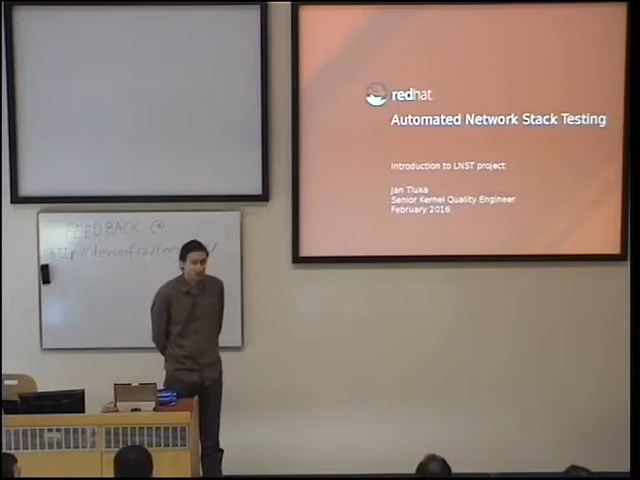 redhat
Automated Network Stack Testing
Introduction to LNST project
Jan Tluka
Senior Kernel Quality Engineer
February 2016
FEEDBACK @